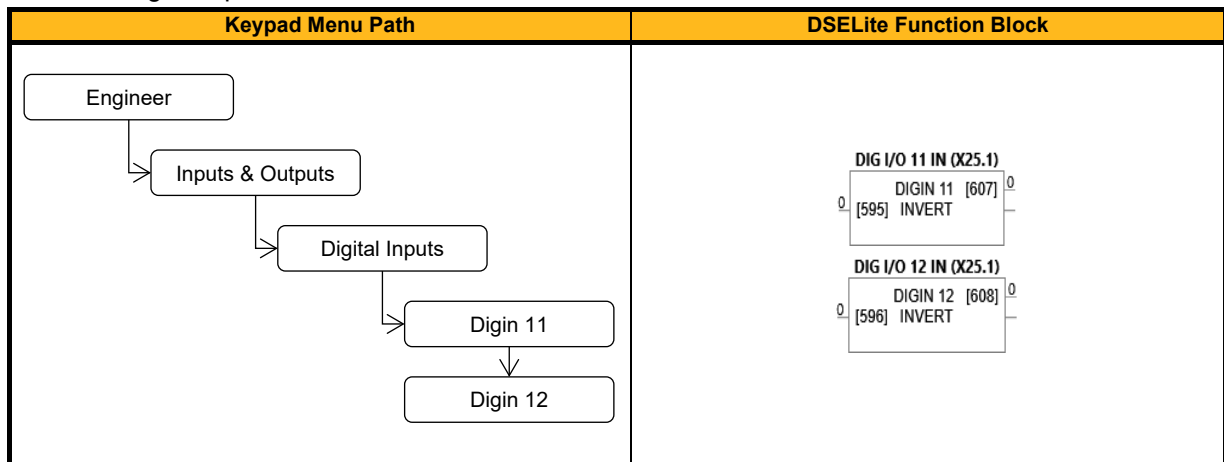 Keypad Menu Path
DSELite Function Block
Engineer
Inputs & Outputs
Digital Inputs
Digin 11
Digin 12
DIG I/O 11 IN (X25.1)
DIGIN 11 [607] 0
0 [595] INVERT
DIG I/O 12 IN (X25.1)
DIGIN 12 [608] 0
0 [596] INVERT